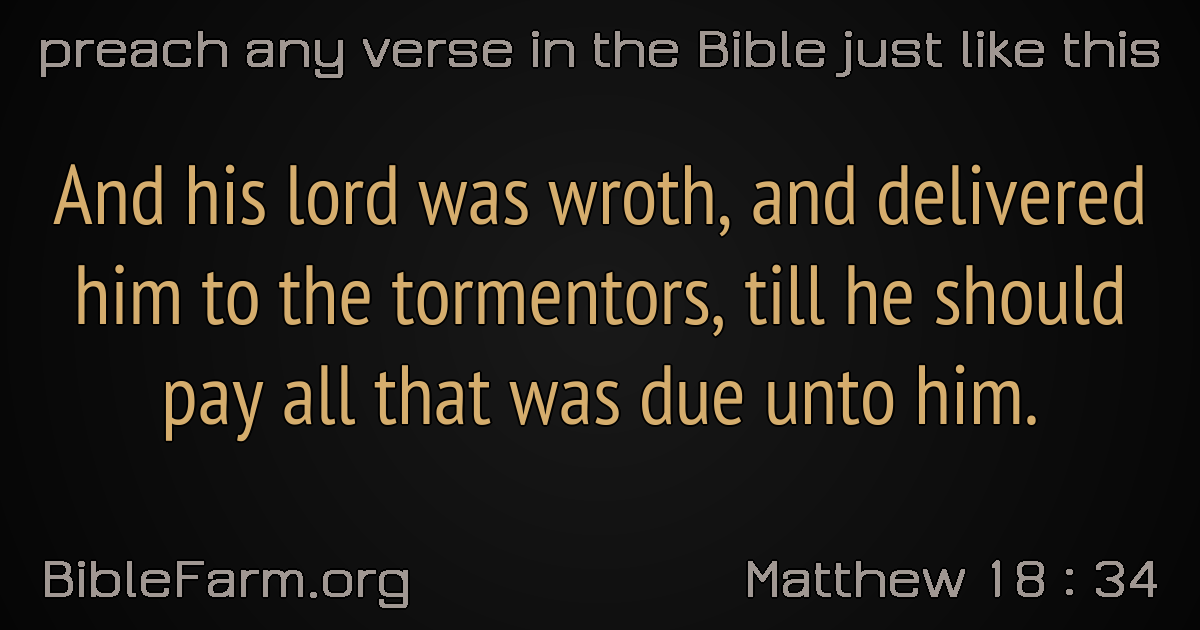 preach any verse in the Bible just like this
And his lord was wroth, and delivered
him to the tormentors, till he should
pay all that was due unto him.
BibleFarm.org
Matthew 18 : 34